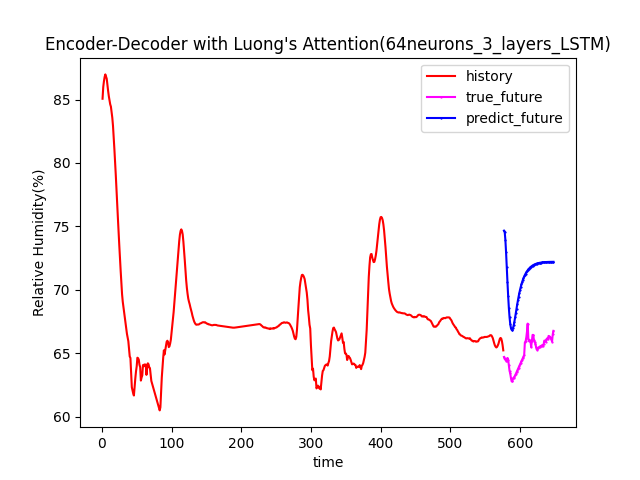 Encoder-Decoder with Luong's Attention(64neurons_3_layers_LSTM)
history
true_future
predict_future
Relative Humidity(%)
85
80
75
70
65
60
0 100 200 300 400 500 600
time